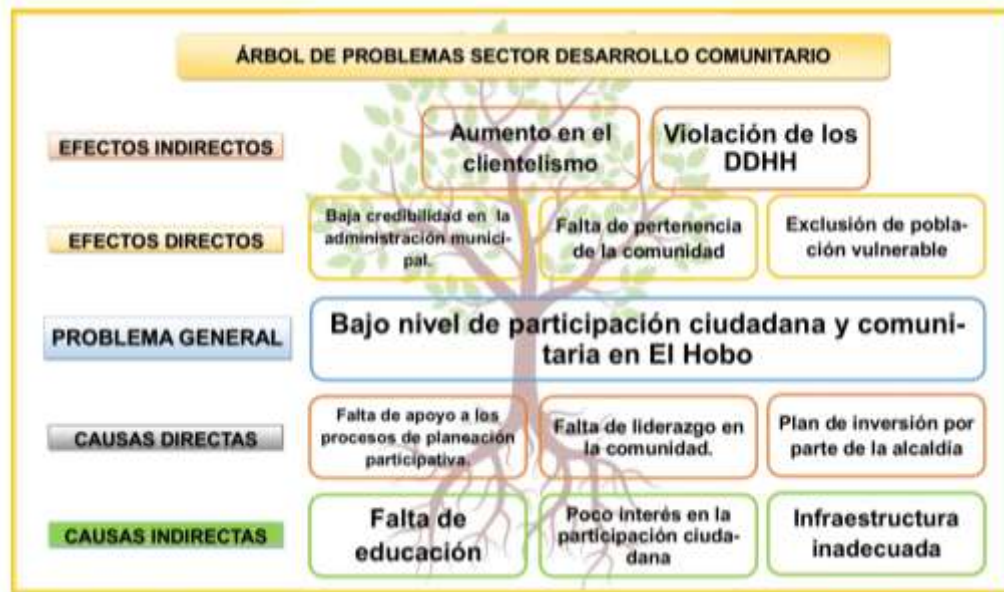 ÁRBOL DE PROBLEMAS SECTOR DESARROLLO COMUNITARIO
EFECTOS INDIRECTOS
Aumento en el
clientelismo
Violación de los
DDHH
EFECTOS DIRECTOS
Baja credibilidad en la
administración munici-
pal.
Falta de pertenencia
de la comunidad
Exclusión de pobla-
ción vulnerable
PROBLEMA GENERAL
Bajo nivel de participación ciudadana y comuni-
taria en El Hobo
CAUSAS DIRECTAS
Falta de apoyo a los
procesos de planeación
participativa.
Falta de liderazgo en
la comunidad.
Plan de inversión por
parte de la alcaldía
CAUSAS INDIRECTAS
Falta de
educación
Poco interés en la
participación ciuda-
dana
Infraestructura
inadecuada